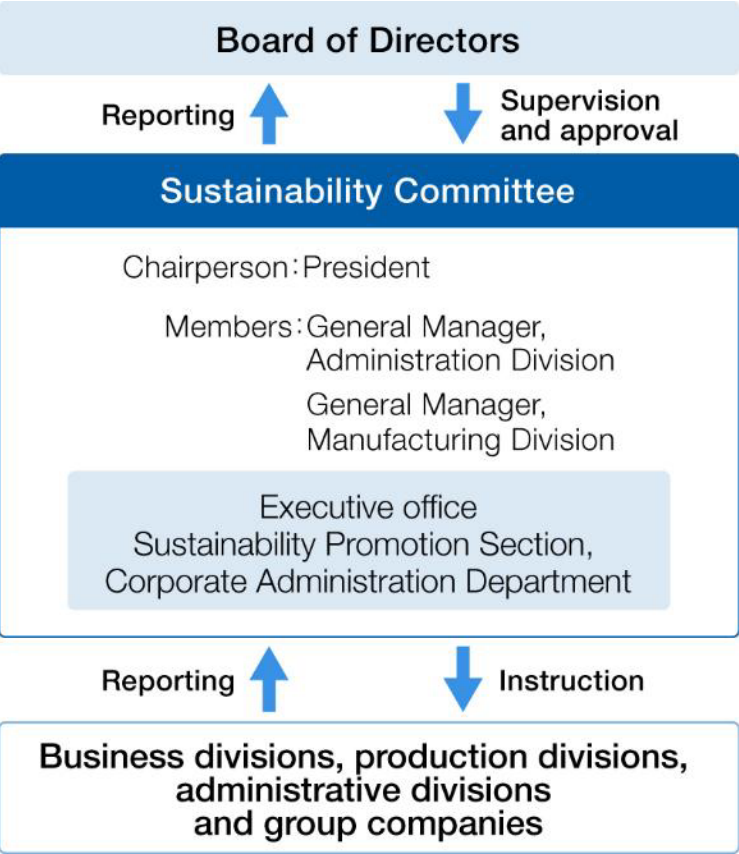 Board of Directors
Reporting
Supervision
and approval
Sustainability Committee
Chairperson：President
Members：General Manager,
Administration Division
General Manager,
Manufacturing Division
Executive office
Sustainability Promotion Section,
Corporate Administration Department
Reporting
Instruction
Business divisions, production divisions,
administrative divisions
and group companies